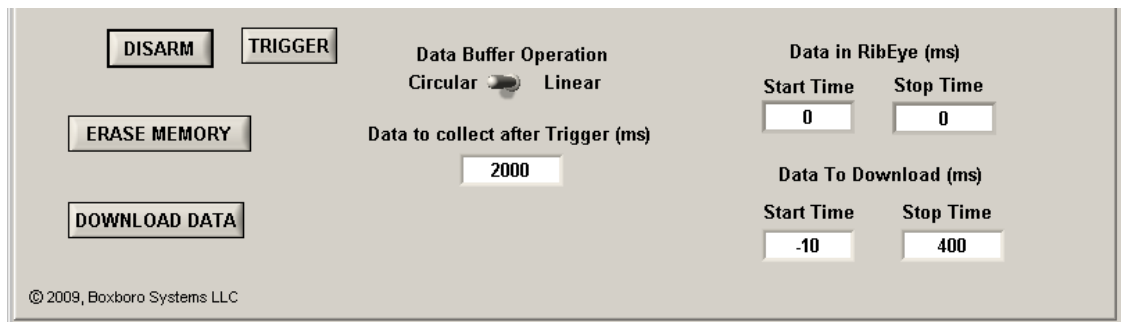 DISARM
TRIGGER
ERASE MEMORY
DOWNLOAD DATA
Data Buffer Operation
Circular Linear
Data to collect after Trigger (ms)
2000
Data in RibEye (ms)
Start Time Stop Time
0 0
Data To Download (ms)
Start Time Stop Time
-10 400
© 2009, Boxboro Systems LLC